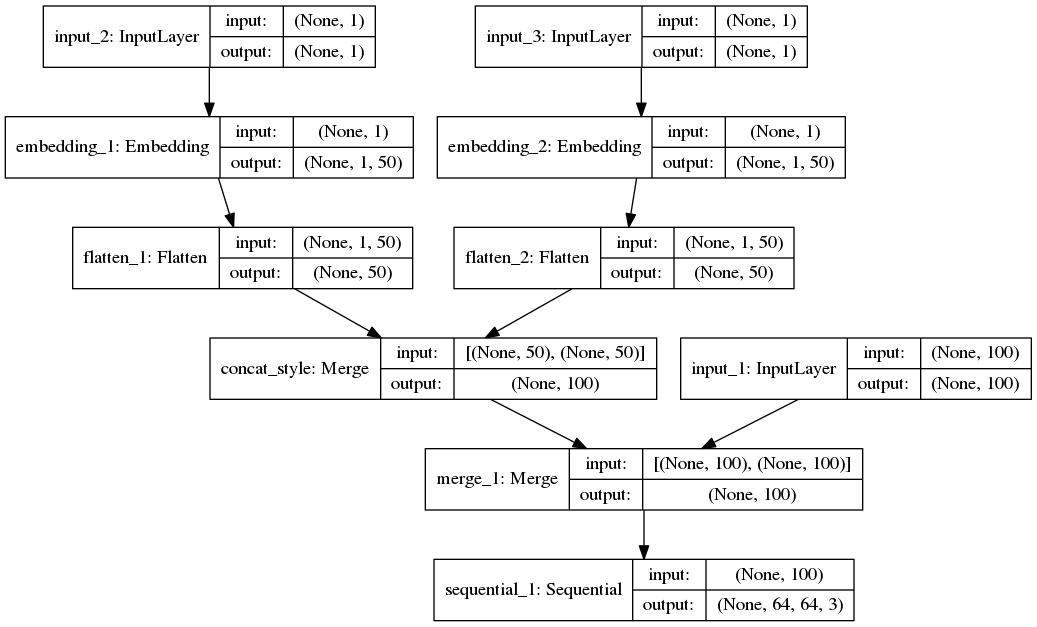 input_2: InputLayer
input: (None, 1)
output: (None, 1)
input_3: InputLayer
input: (None, 1)
output: (None, 1)
embedding_1: Embedding
input: (None, 1)
output: (None, 1, 50)
embedding_2: Embedding
input: (None, 1)
output: (None, 1, 50)
flatten_1: Flatten
input: (None, 1, 50)
output: (None, 50)
flatten_2: Flatten
input: (None, 1, 50)
output: (None, 50)
concat_style: Merge
input: [(None, 50), (None, 50)]
output: (None, 100)
input_1: InputLayer
input: (None, 100)
output: (None, 100)
merge_1: Merge
input: [(None, 100), (None, 100)]
output: (None, 100)
sequential_1: Sequential
input: (None, 100)
output: (None, 64, 64, 3)